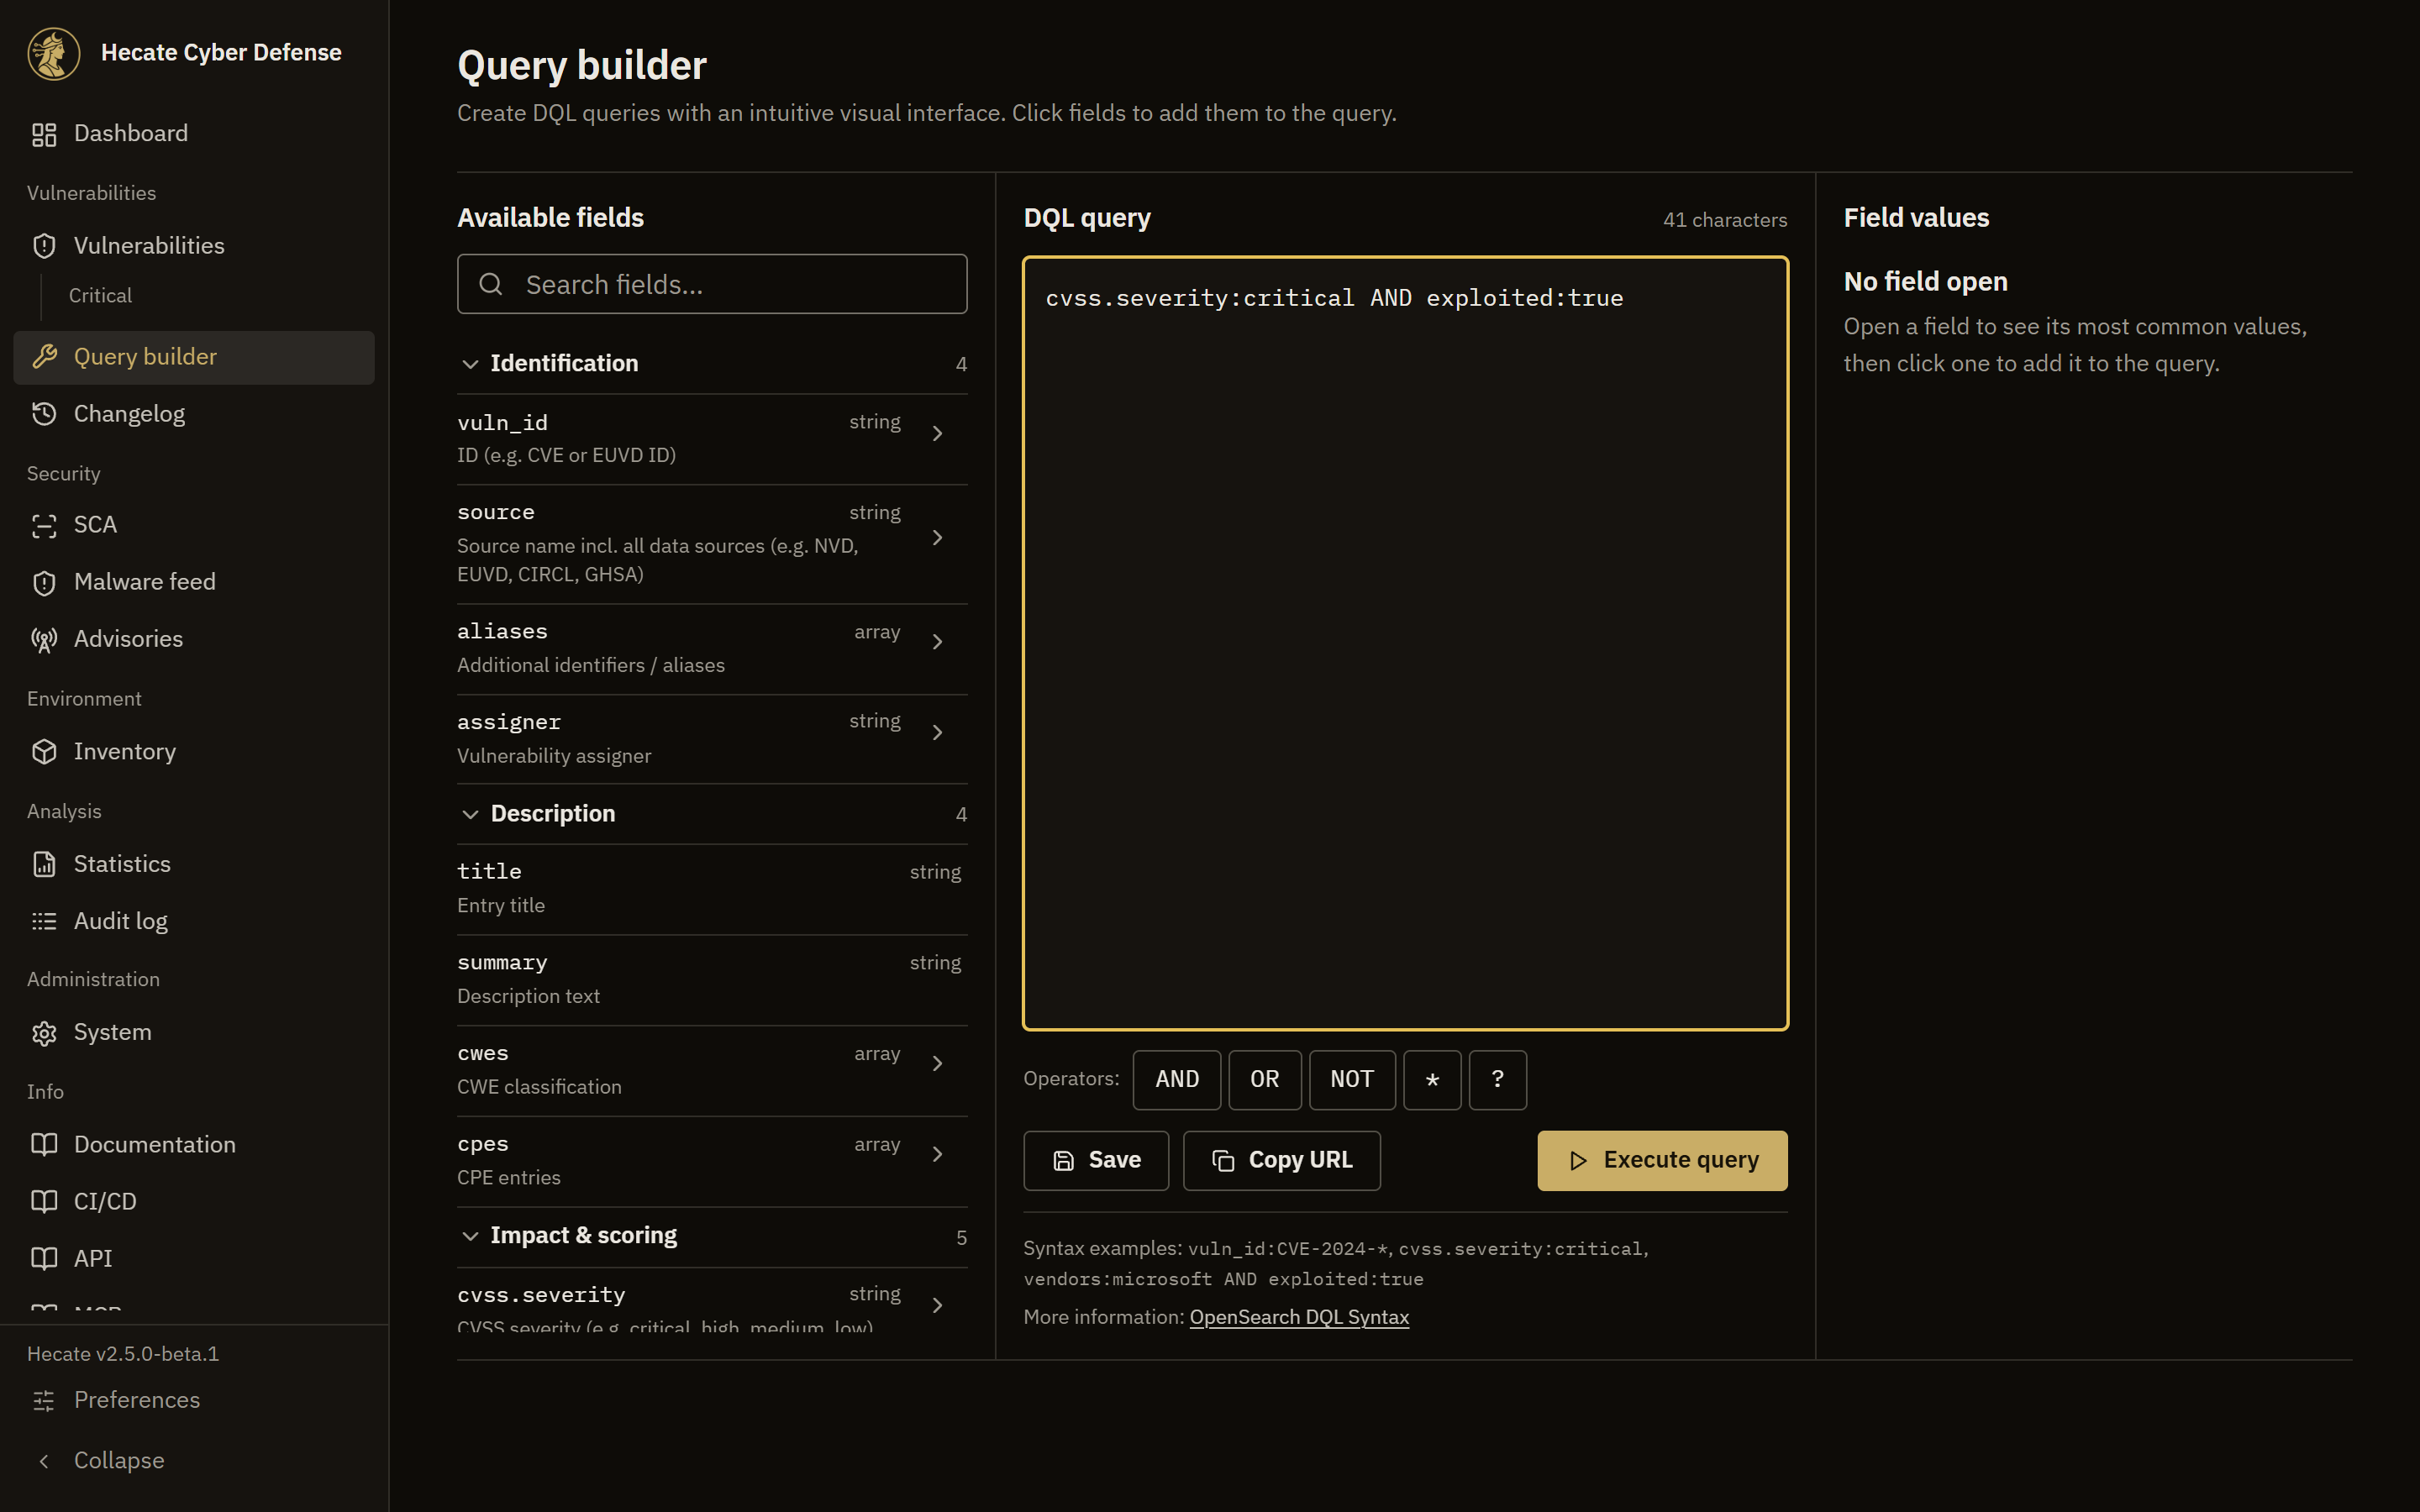 Hecate Cyber Defense
Dashboard
Vulnerabilities
Vulnerabilities
Critical
Query builder
Changelog
Security
SCA
Malware feed
Advisories
Environment
Inventory
Analysis
Statistics
Audit log
Administration
System
Info
Documentation
CI/CD
API
Hecate v2.5.0-beta.1
Preferences
Collapse
Query builder
Create DQL queries with an intuitive visual interface. Click fields to add them to the query.
Available fields
Search fields...
Identification 4
vuln_id string
ID (e.g. CVE or EUVD ID)
source string
Source name incl. all data sources (e.g. NVD,
EUVD, CIRCL, GHSA)
aliases array
Additional identifiers / aliases
assigner string
Vulnerability assigner
Description 4
title string
Entry title
summary string
Description text
cwes array
CWE classification
cpes array
CPE entries
Impact & scoring 5
cvss.severity string
CVSS severity (e.g. critical, high, medium, low)
DQL query 41 characters
cvss.severity:critical AND exploited:true
Operators: AND OR NOT * ?
Save Copy URL Execute query
Syntax examples: vuln_id:CVE-2024-*, cvss.severity:critical,
vendors:microsoft AND exploited:true
More information: OpenSearch DQL Syntax
Field values
No field open
Open a field to see its most common values,
then click one to add it to the query.